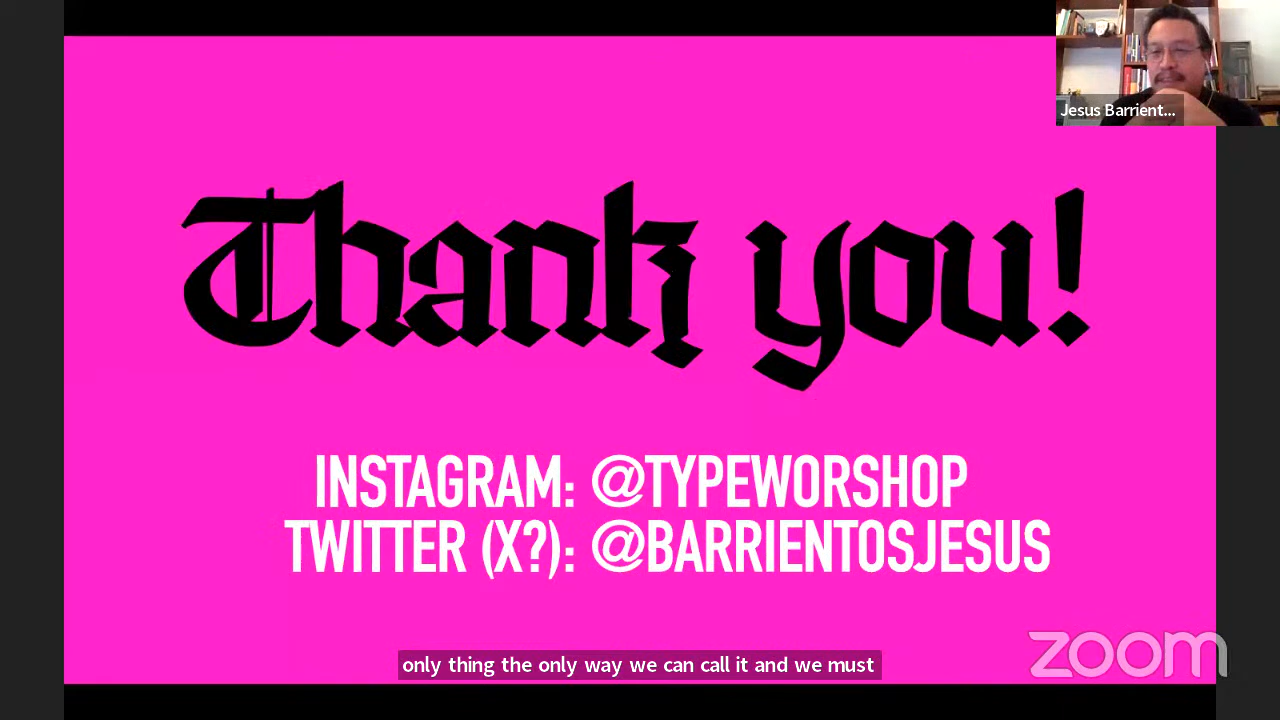 Jesus Barrient...
Thank you!
INSTAGRAM: @TYPEWORSHOP
TWITTER (X?): @BARRIENTOSJESUS
only thing the only way we can call it and we must
zoom